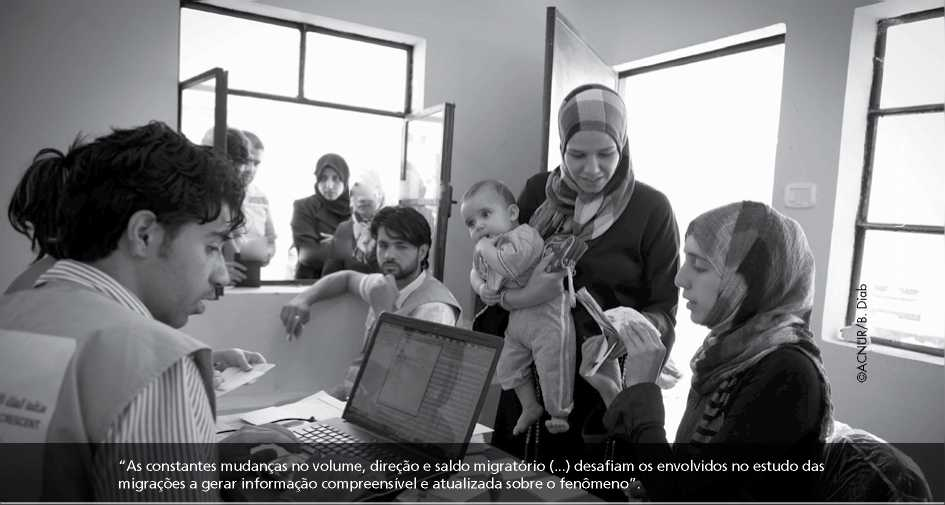 ©ACNUR/B. Diab
CRESCENT
“As constantes mudanças no volume, direção e saldo migratório (...) desafiam os envolvidos no estudo das
migrações a gerar informação compreensível e atualizada sobre o fenômeno”.